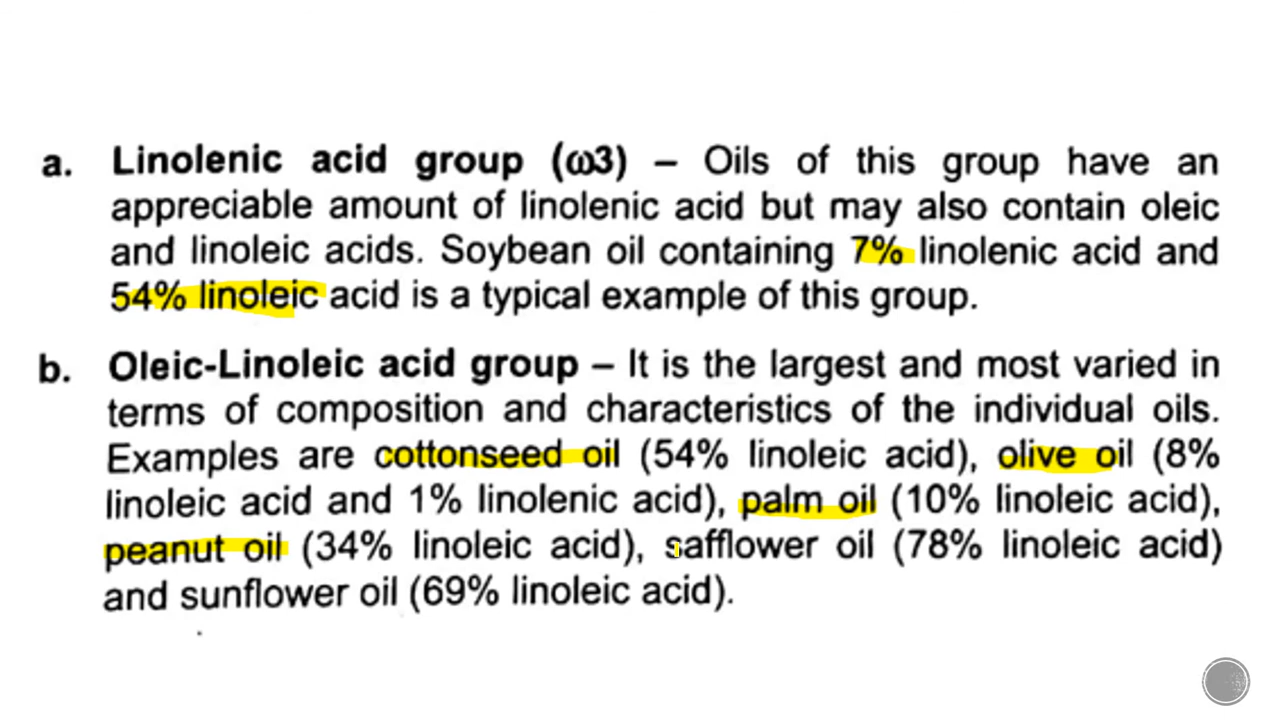 a. Linolenic acid group (ω3) – Oils of this group have an
appreciable amount of linolenic acid but may also contain oleic
and linoleic acids. Soybean oil containing 7% linolenic acid and
54% linoleic acid is a typical example of this group.
b. Oleic-Linoleic acid group – It is the largest and most varied in
terms of composition and characteristics of the individual oils.
Examples are cottonseed oil (54% linoleic acid), olive oil (8%
linoleic acid and 1% linolenic acid), palm oil (10% linoleic acid),
peanut oil (34% linoleic acid), safflower oil (78% linoleic acid)
and sunflower oil (69% linoleic acid).